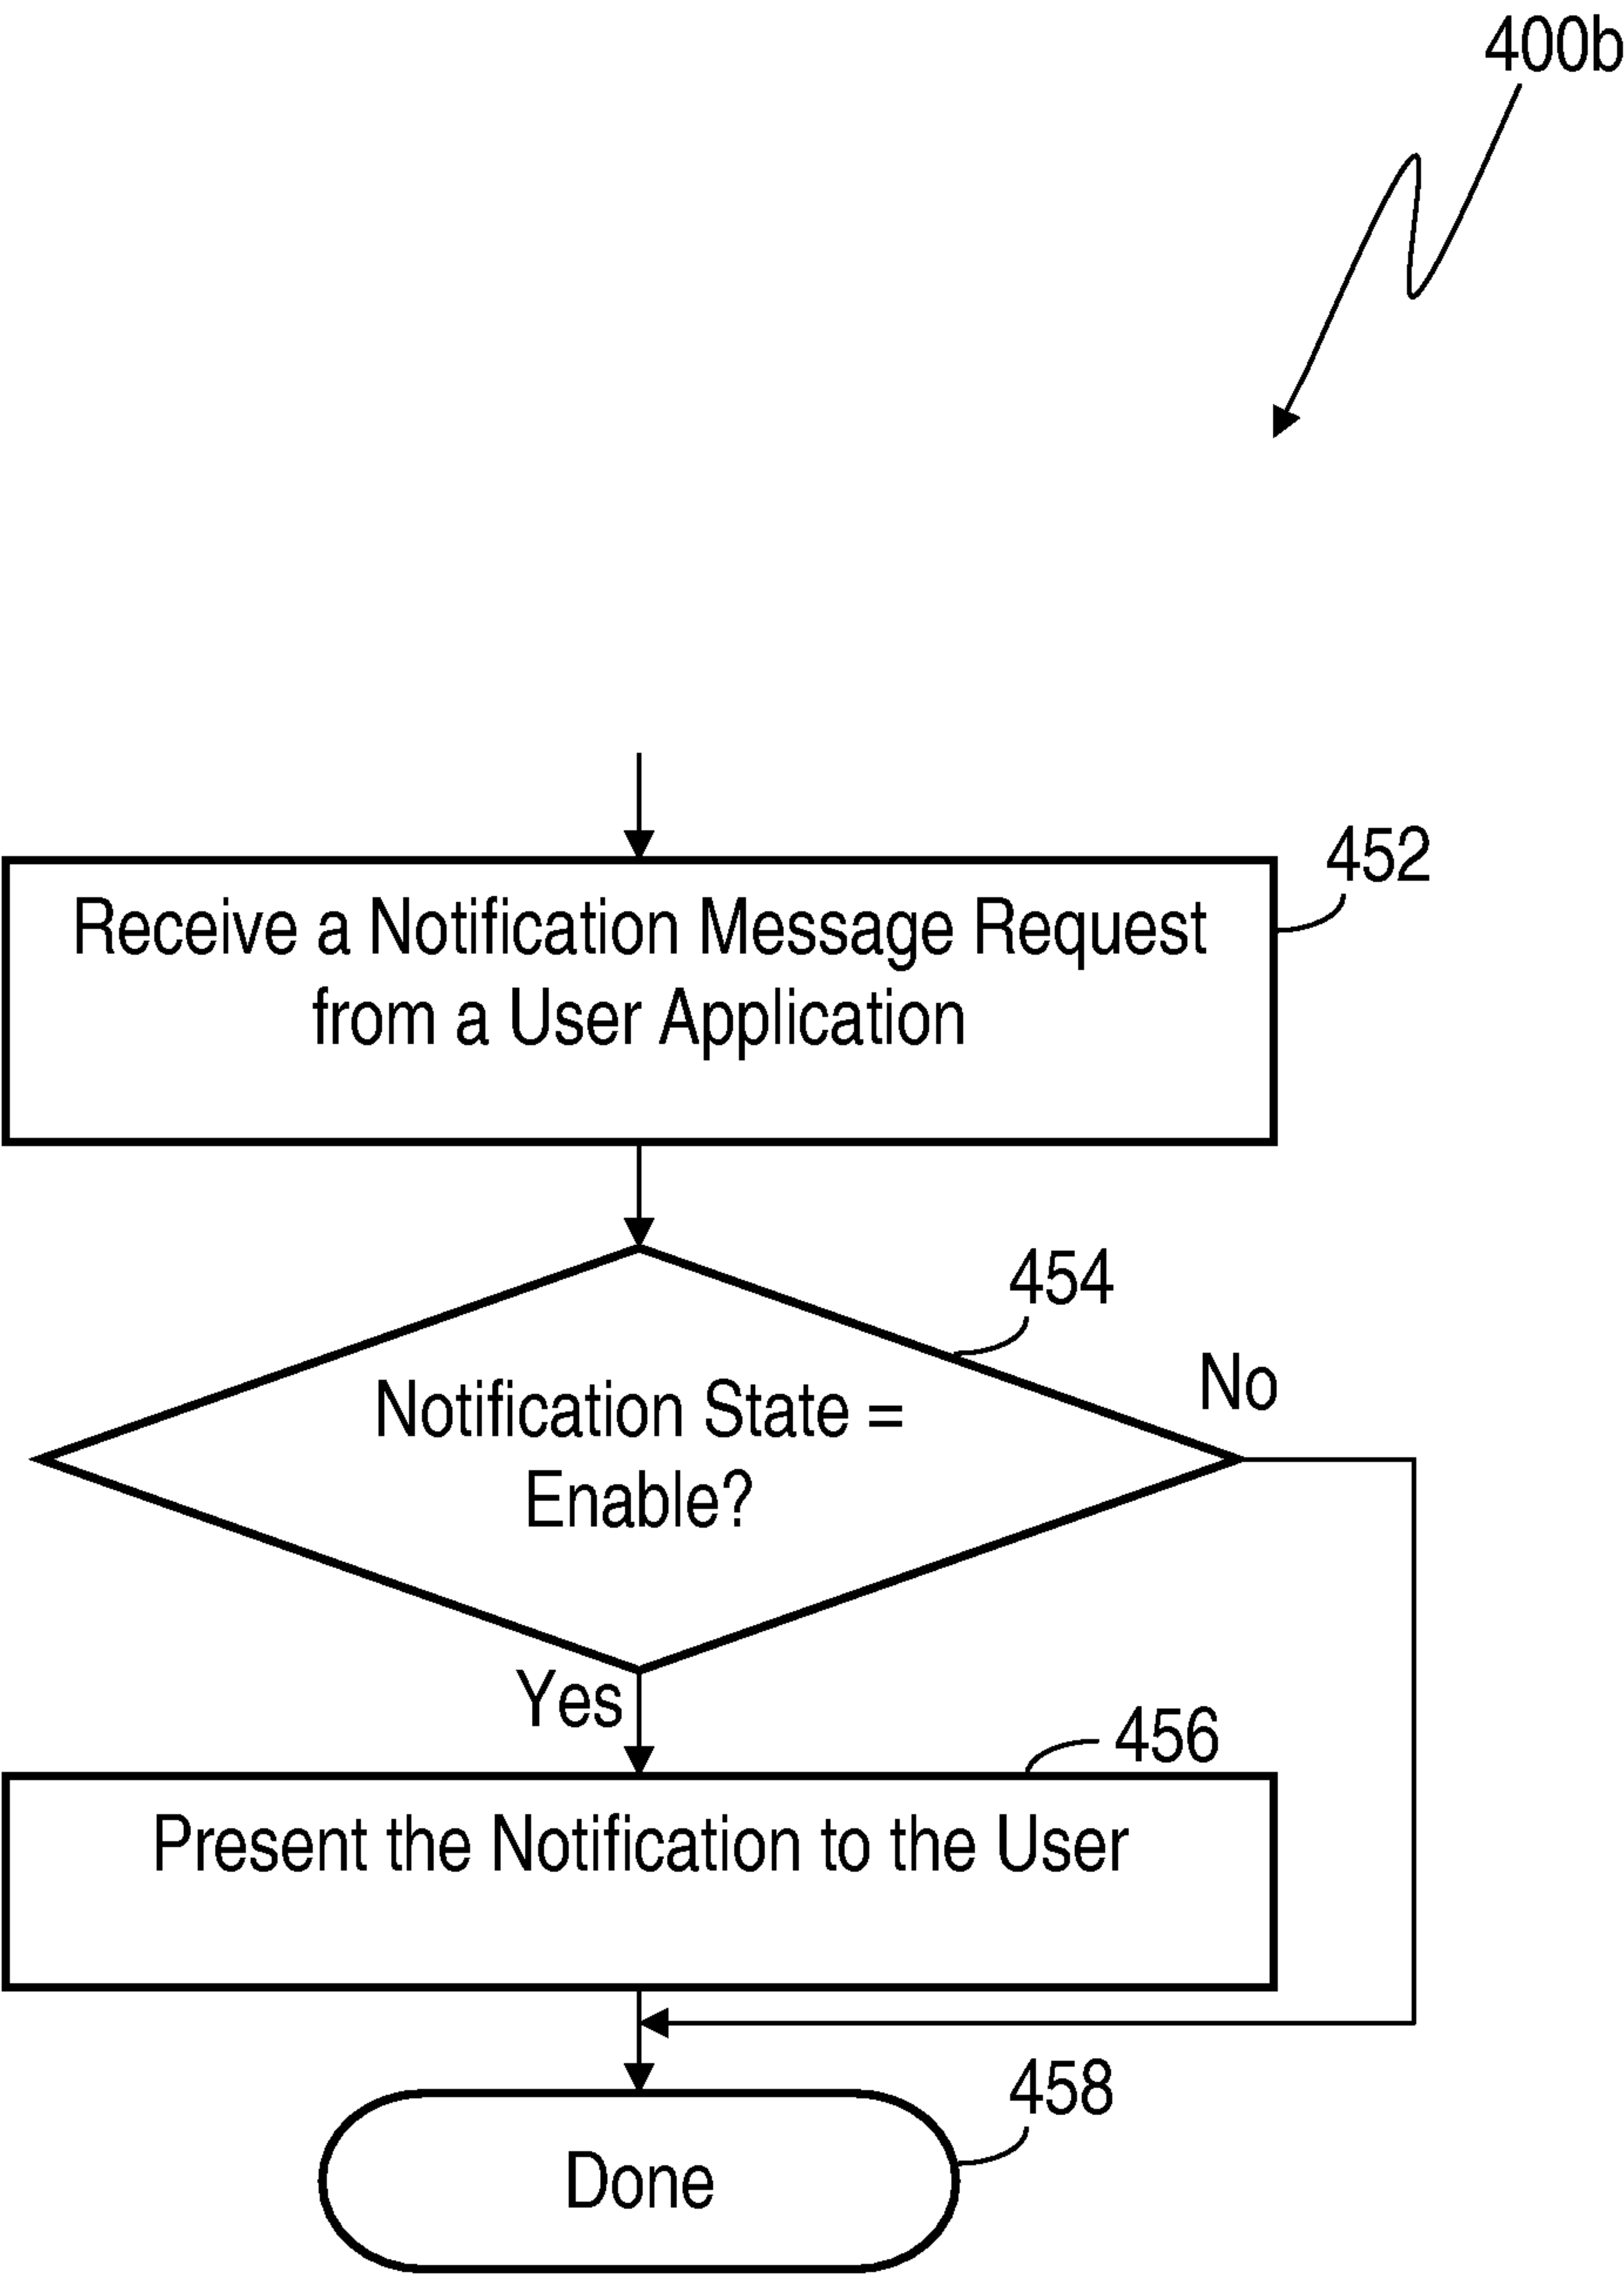 400b
452
Receive a Notification Message Request
from a User Application
454
No
Notification State =
Enable?
Yes
456
Present the Notification to the User
458
Done